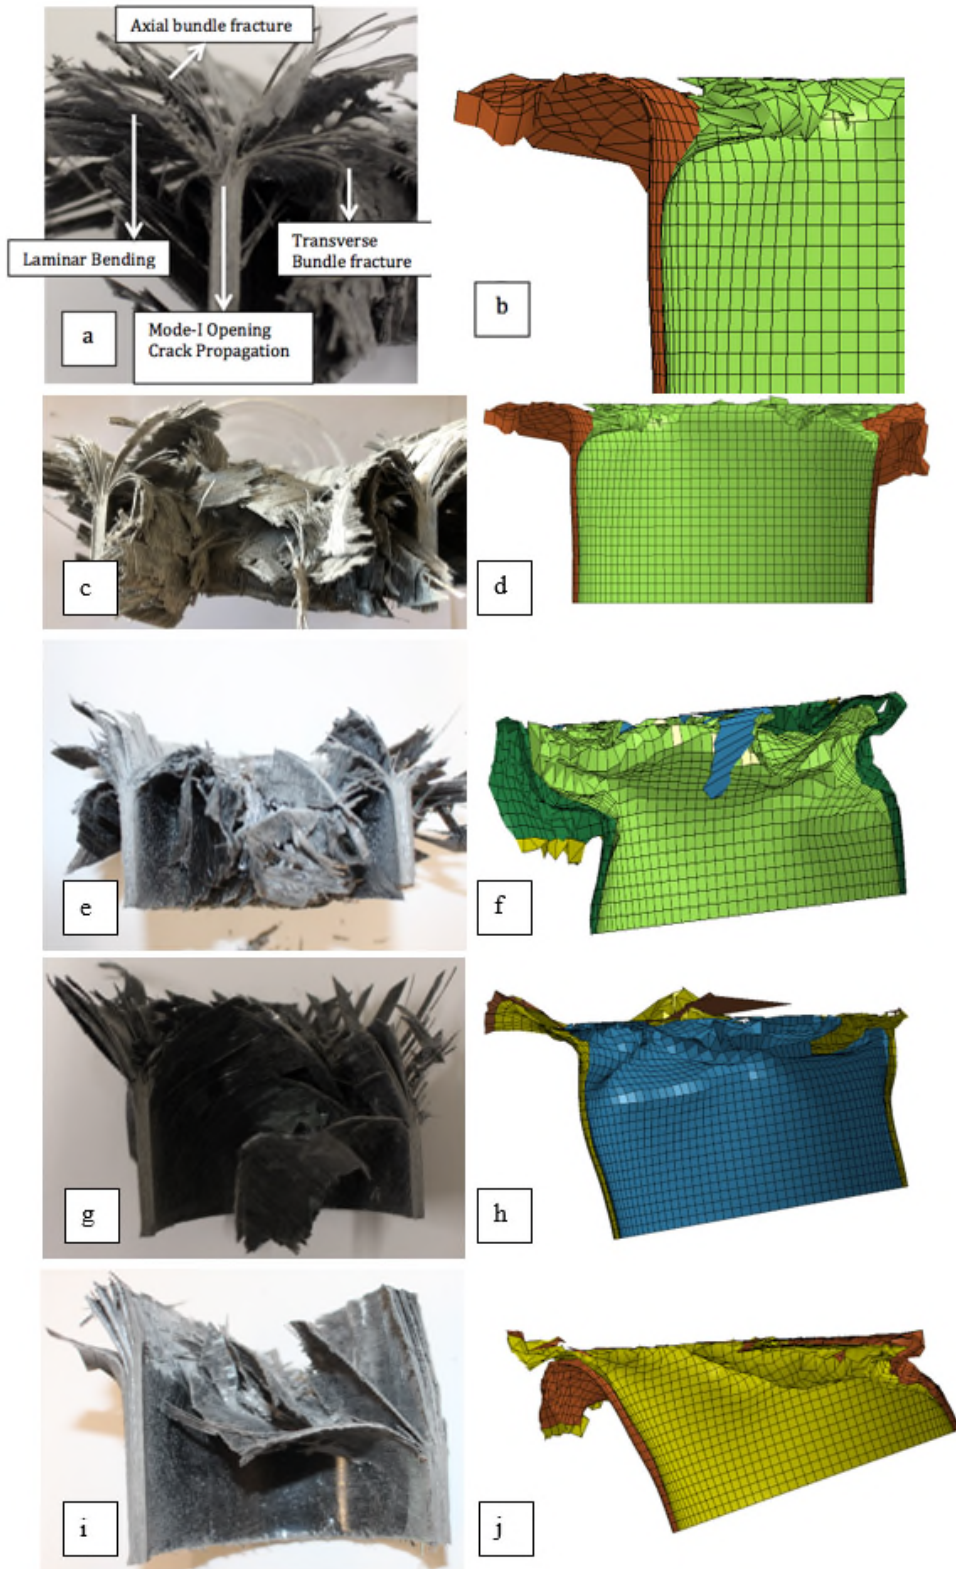 Axial bundle fracture
Laminar Bending
Transverse
Bundle fracture
Mode-I Opening
Crack Propagation
a
b
c
d
e
f
g
h
i
j